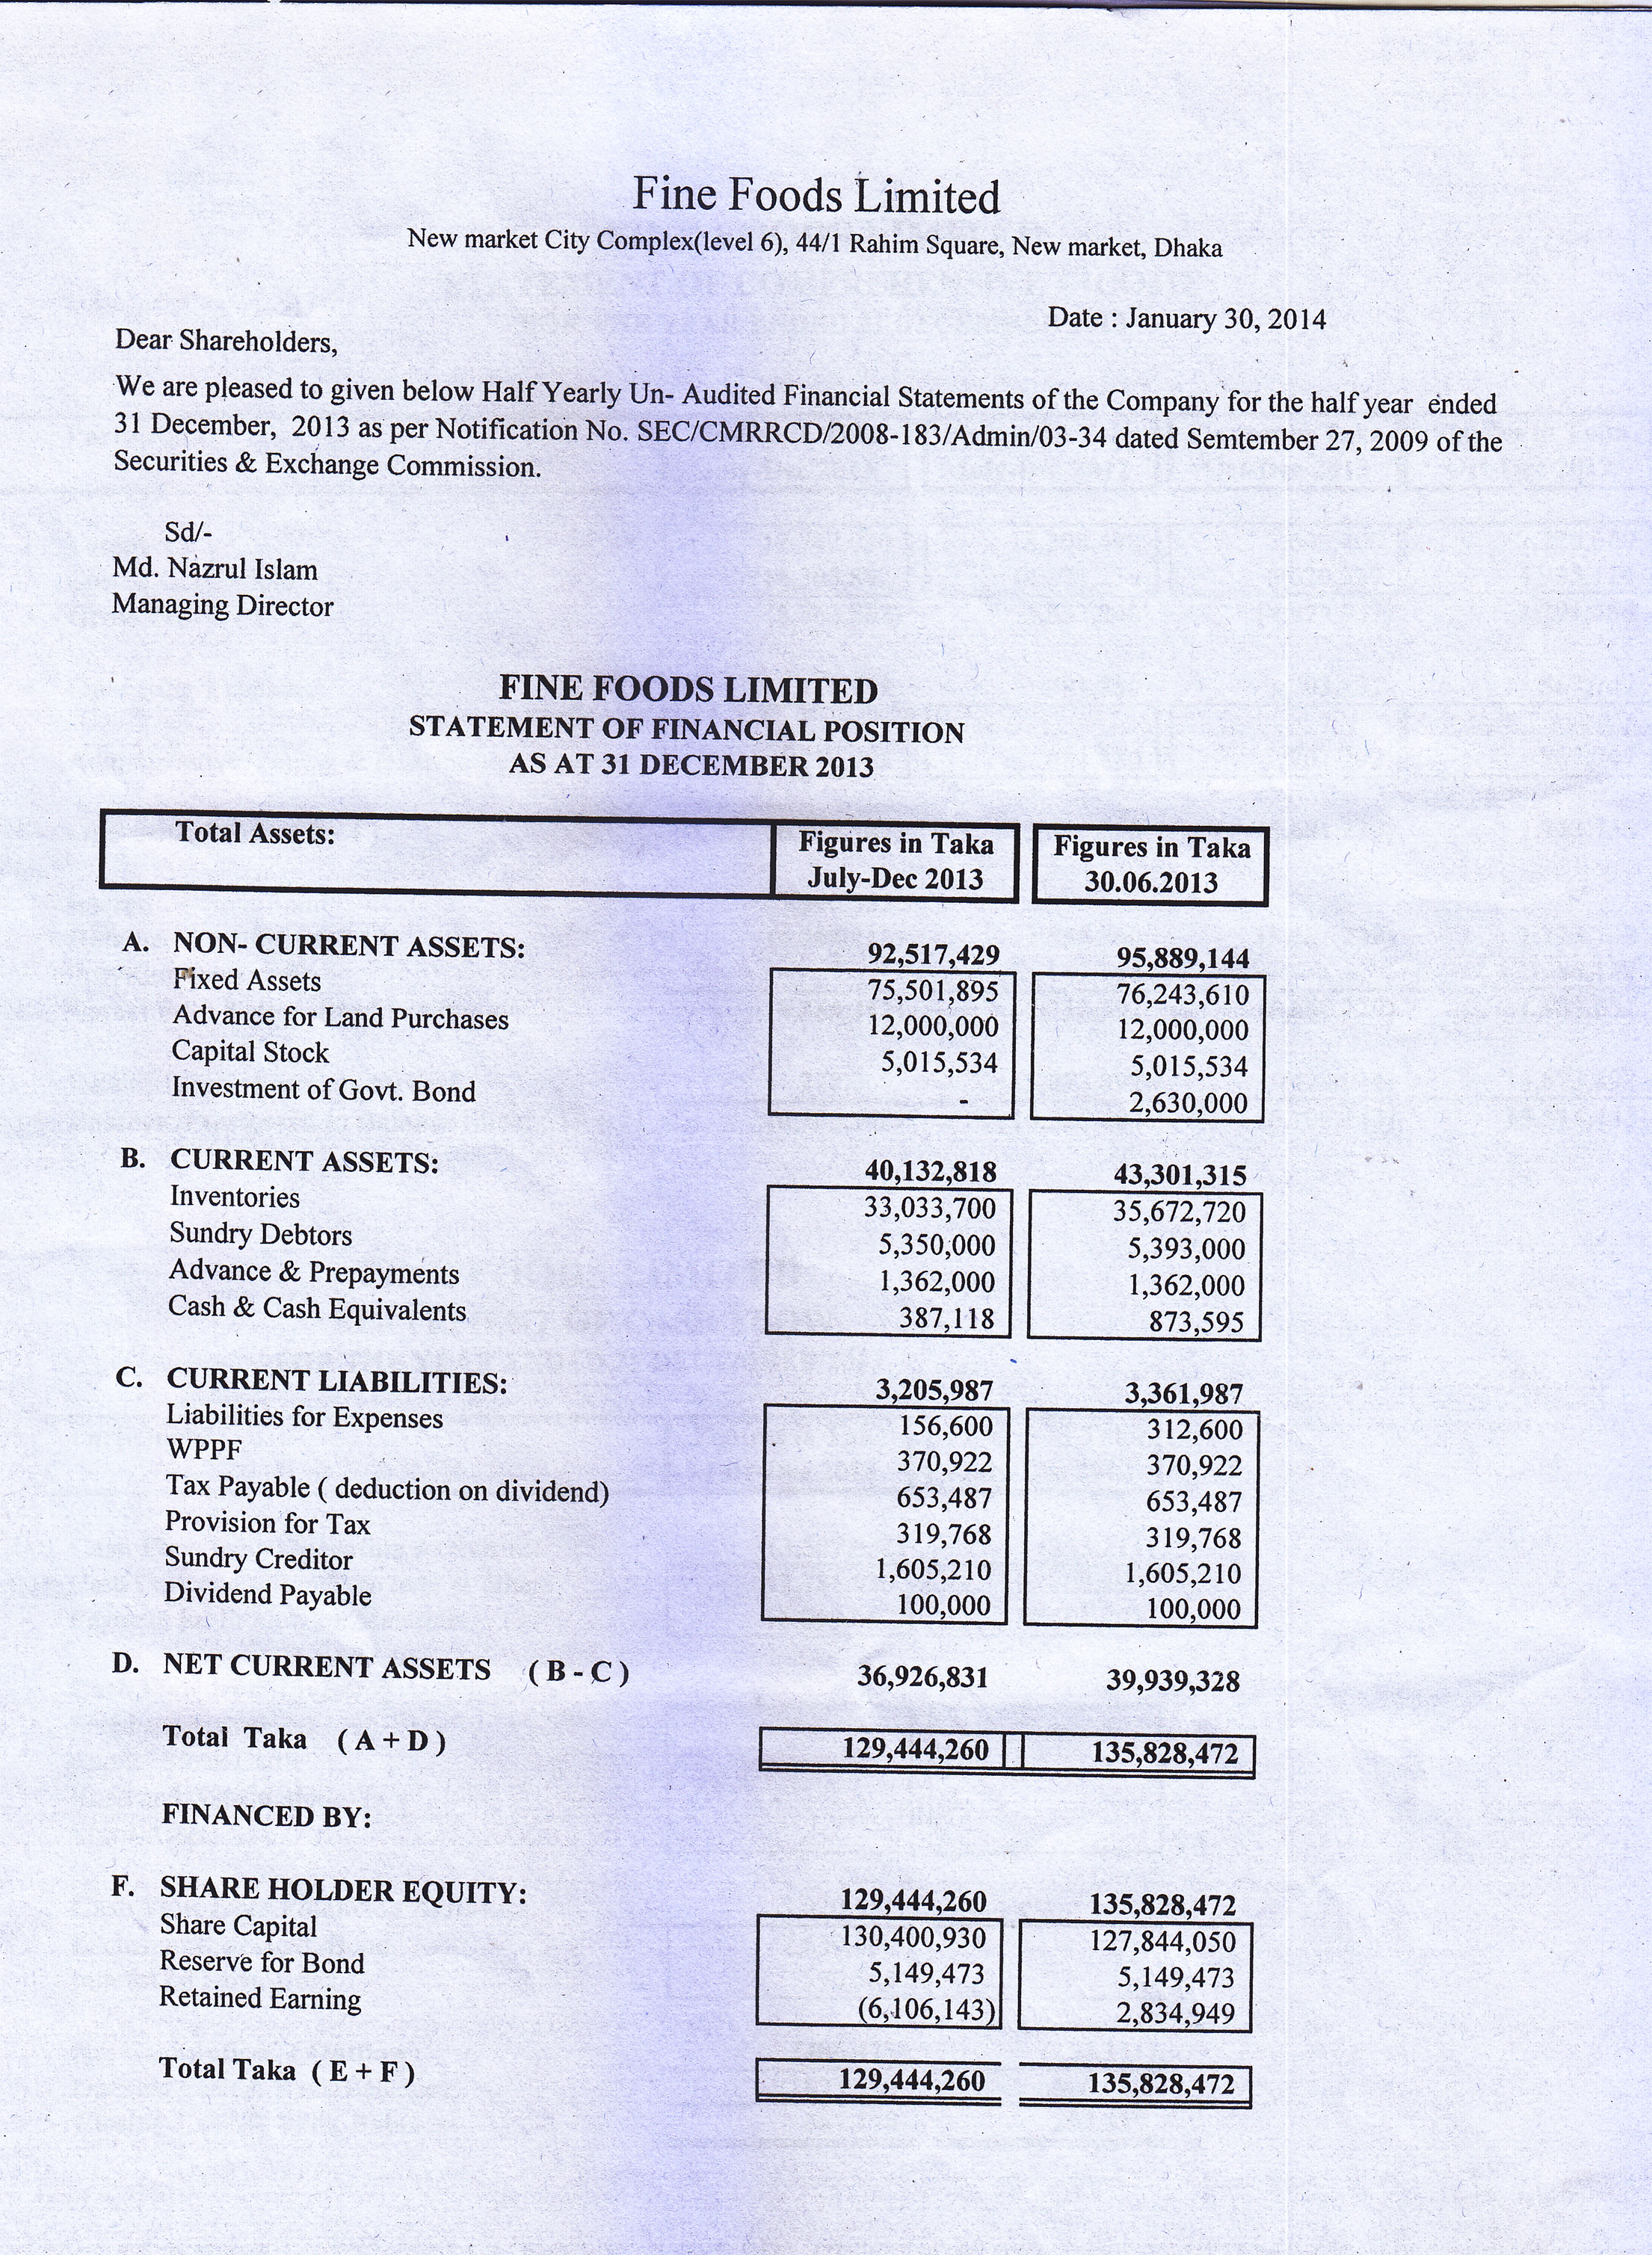 Fine Foods Limited
New market City Complex(level 6), 44/1 Rahim Square, New market, Dhaka
Date : January 30, 2014
Dear Shareholders,
We are pleased to given below Half Yearly Un- Audited Financial Statements of the Company for the half year ended
31 December, 2013 as per Notification No. SEC/CMRRCD/2008-183/Admin/03-34 dated Semtember 27, 2009 of the
Securities & Exchange Commission.
Sd/-
Md. Nazrul Islam
Managing Director
FINE FOODS LIMITED
STATEMENT OF FINANCIAL POSITION
AS AT 31 DECEMBER 2013
Total Assets: Figures in Taka Figures in Taka
July-Dec 2013 30.06.2013
A. NON- CURRENT ASSETS: 92,517,429 95,889,144
Fixed Assets 75,501,895 76,243,610
Advance for Land Purchases 12,000,000 12,000,000
Capital Stock 5,015,534 5,015,534
Investment of Govt. Bond - 2,630,000
B. CURRENT ASSETS: 40,132,818 43,301,315
Inventories 33,033,700 35,672,720
Sundry Debtors 5,350,000 5,393,000
Advance & Prepayments 1,362,000 1,362,000
Cash & Cash Equivalents 387,118 873,595
C. CURRENT LIABILITIES: 3,205,987 3,361,987
Liabilities for Expenses 156,600 312,600
WPPF 370,922 370,922
Tax Payable ( deduction on dividend) 653,487 653,487
Provision for Tax 319,768 319,768
Sundry Creditor 1,605,210 1,605,210
Dividend Payable 100,000 100,000
D. NET CURRENT ASSETS ( B - C ) 36,926,831 39,939,328
Total Taka ( A + D ) 129,444,260 135,828,472
FINANCED BY:
F. SHARE HOLDER EQUITY: 129,444,260 135,828,472
Share Capital 130,400,930 127,844,050
Reserve for Bond 5,149,473 5,149,473
Retained Earning (6,106,143) 2,834,949
Total Taka ( E + F ) 129,444,260 135,828,472